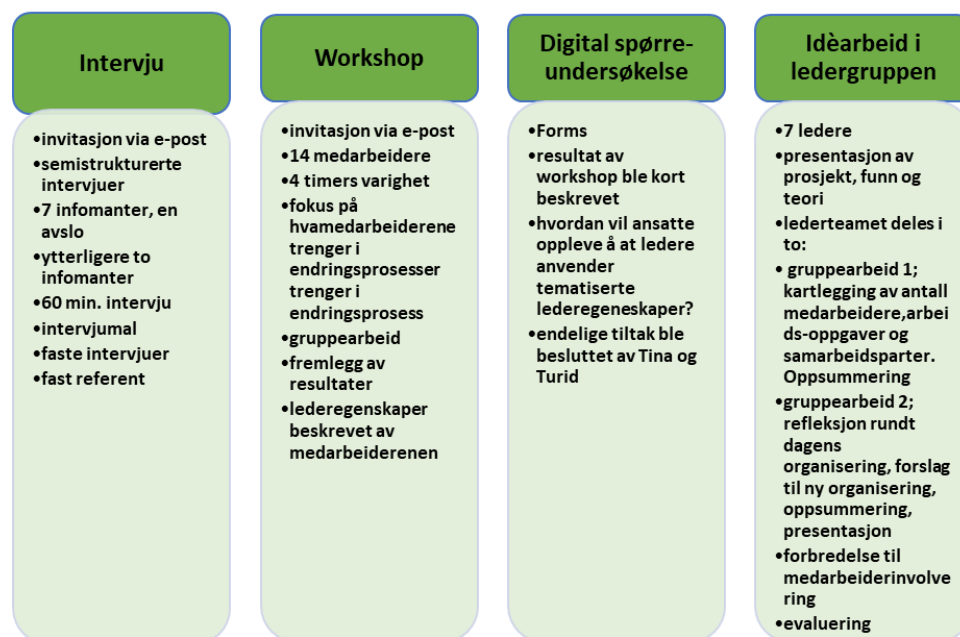 Intervju
•invitasjon via e-post
•semistrukturerte
intervjuer
•7 infomanter, en
avslo
•ytterligere to
infomanter
•60 min. intervju
•intervjumal
•faste intervjuer
•fast referent
Workshop
•invitasjon via e-post
•14 medarbeidere
•4 timers varighet
•fokus på
hvamedarbeiderene
trenger i
endringsprosesser
trenger i
endringsprosess
•gruppearbeid
•fremlegg av
resultater
•lederegenskaper
beskrevet av
medarbeiderenen
Digital spørre-
undersøkelse
•Forms
•resultat av
workshop ble kort
beskrevet
•hvordan vil ansatte
oppleve å at ledere
anvender
tematiserte
lederegeneskaper?
•endelige tiltak ble
besluttet av Tina og
Turid
Idèarbeid i
ledergruppen
•7 ledere
•presentasjon av
prosjekt, funn og
teori
•lederteamet deles i
to:
• gruppearbeid 1;
kartlegging av antall
medarbeidere,arbei
ds-oppgaver og
samarbeidsparter.
Oppsummering
•gruppearbeid 2;
refleksjon rundt
dagens
organisering, forslag
til ny organisering,
oppsummering,
presentasjon
•forbredelse til
medarbeiderinvolve
ring
•evaluering